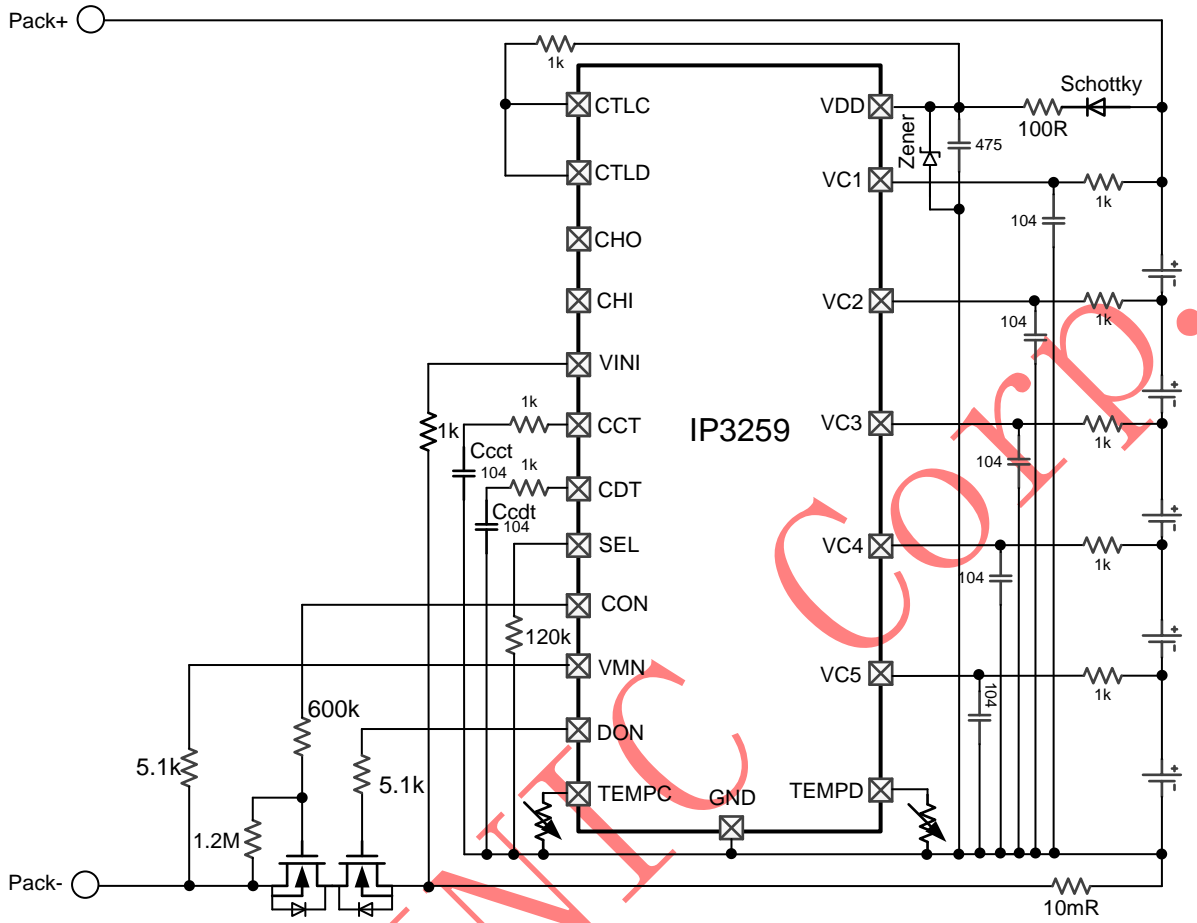 Pack+
1k
Schottky
CTLC
VDD
100R
Zener
475
CTLD
VC1
1k
104
CHO
CHI
VC2
1k
104
VINI
1k
CCT
1k
Ccct
104
IP3259
VC3
1k
104
CDT
1k
Ccdt
104
SEL
120k
VC4
1k
104
CON
VMN
VC5
1k
104
600k
DON
5.1k
5.1k
TEMPC
GND
TEMPD
1.2M
Pack-
10mR
NIC Corp.